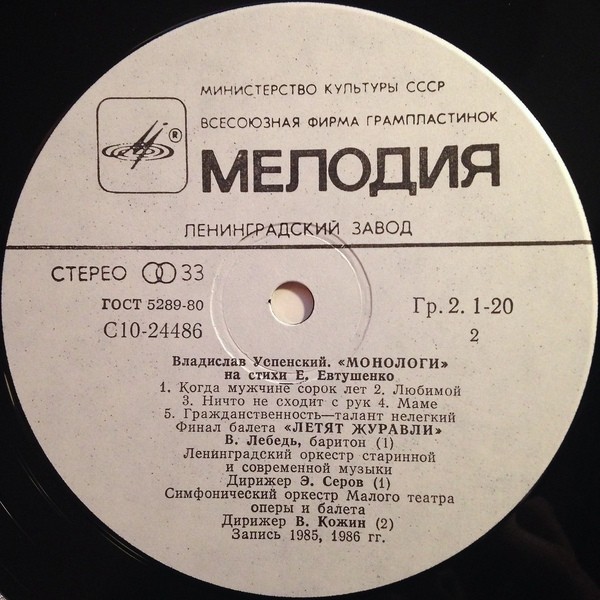 МИНИСТЕРСТВО КУЛЬТУРЫ СССР
ВСЕСОЮЗНАЯ ФИРМА ГРАМПЛАСТИНОК
®
МЕЛОДИЯ
ЛЕНИНГРАДСКИЙ ЗАВОД
СТЕРЕО 33
ГОСТ 5289-80
Гр. 2. 1-20
С10-24486
2
Владислав Успенский. «МОНОЛОГИ»
на стихи Е. Евтушенко
1. Когда мужчине сорок лет 2. Любимой
3. Ничто не сходит с рук 4. Маме
5. Гражданственность—талант нелегкий
Финал балета «ЛЕТЯТ ЖУРАВЛИ»
В. Лебедь, баритон (1)
Ленинградский оркестр старинной
и современной музыки
Дирижер Э. Серов (1)
Симфонический оркестр Малого театра
оперы и балета
Дирижер В. Кожин (2)
Запись 1985, 1986 гг.